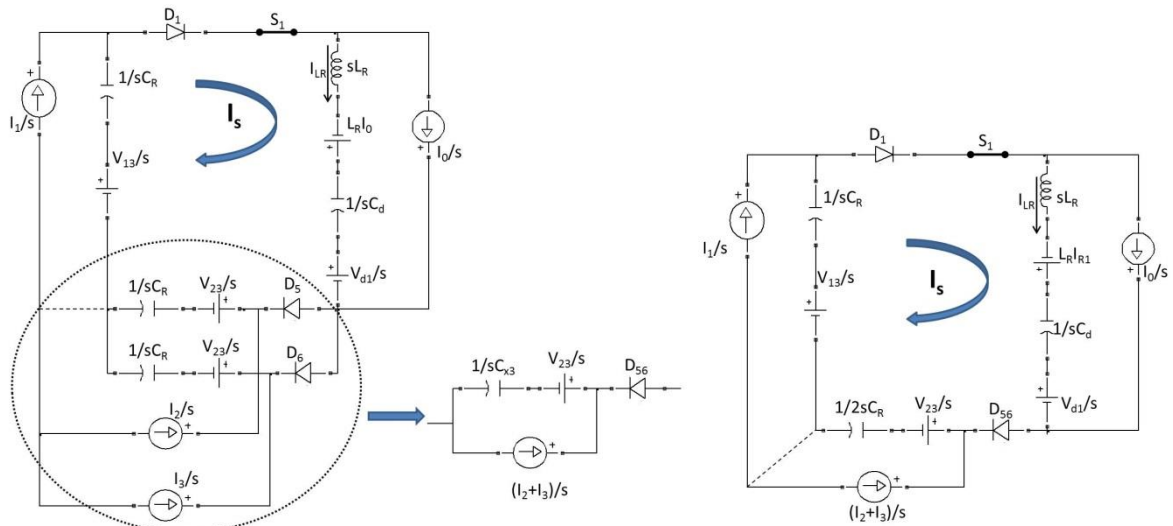 D1
S1
1/sCR
ILR
sLR
I1/s
Is
LRI0
I0/s
V13/s
+
1/sCd
Vd1/s
1/sCR
V23/s
D5
1/sCR
V23/s
D6
I2/s
I3/s
1/sCx3
V23/s
D56
(I2+I3)/s
D1
S1
1/sCR
ILR
sLR
I1/s
V13/s
Is
LRIR1
I0/s
1/sCd
Vd1/s
1/2sCR
V23/s
D56
(I2+I3)/s